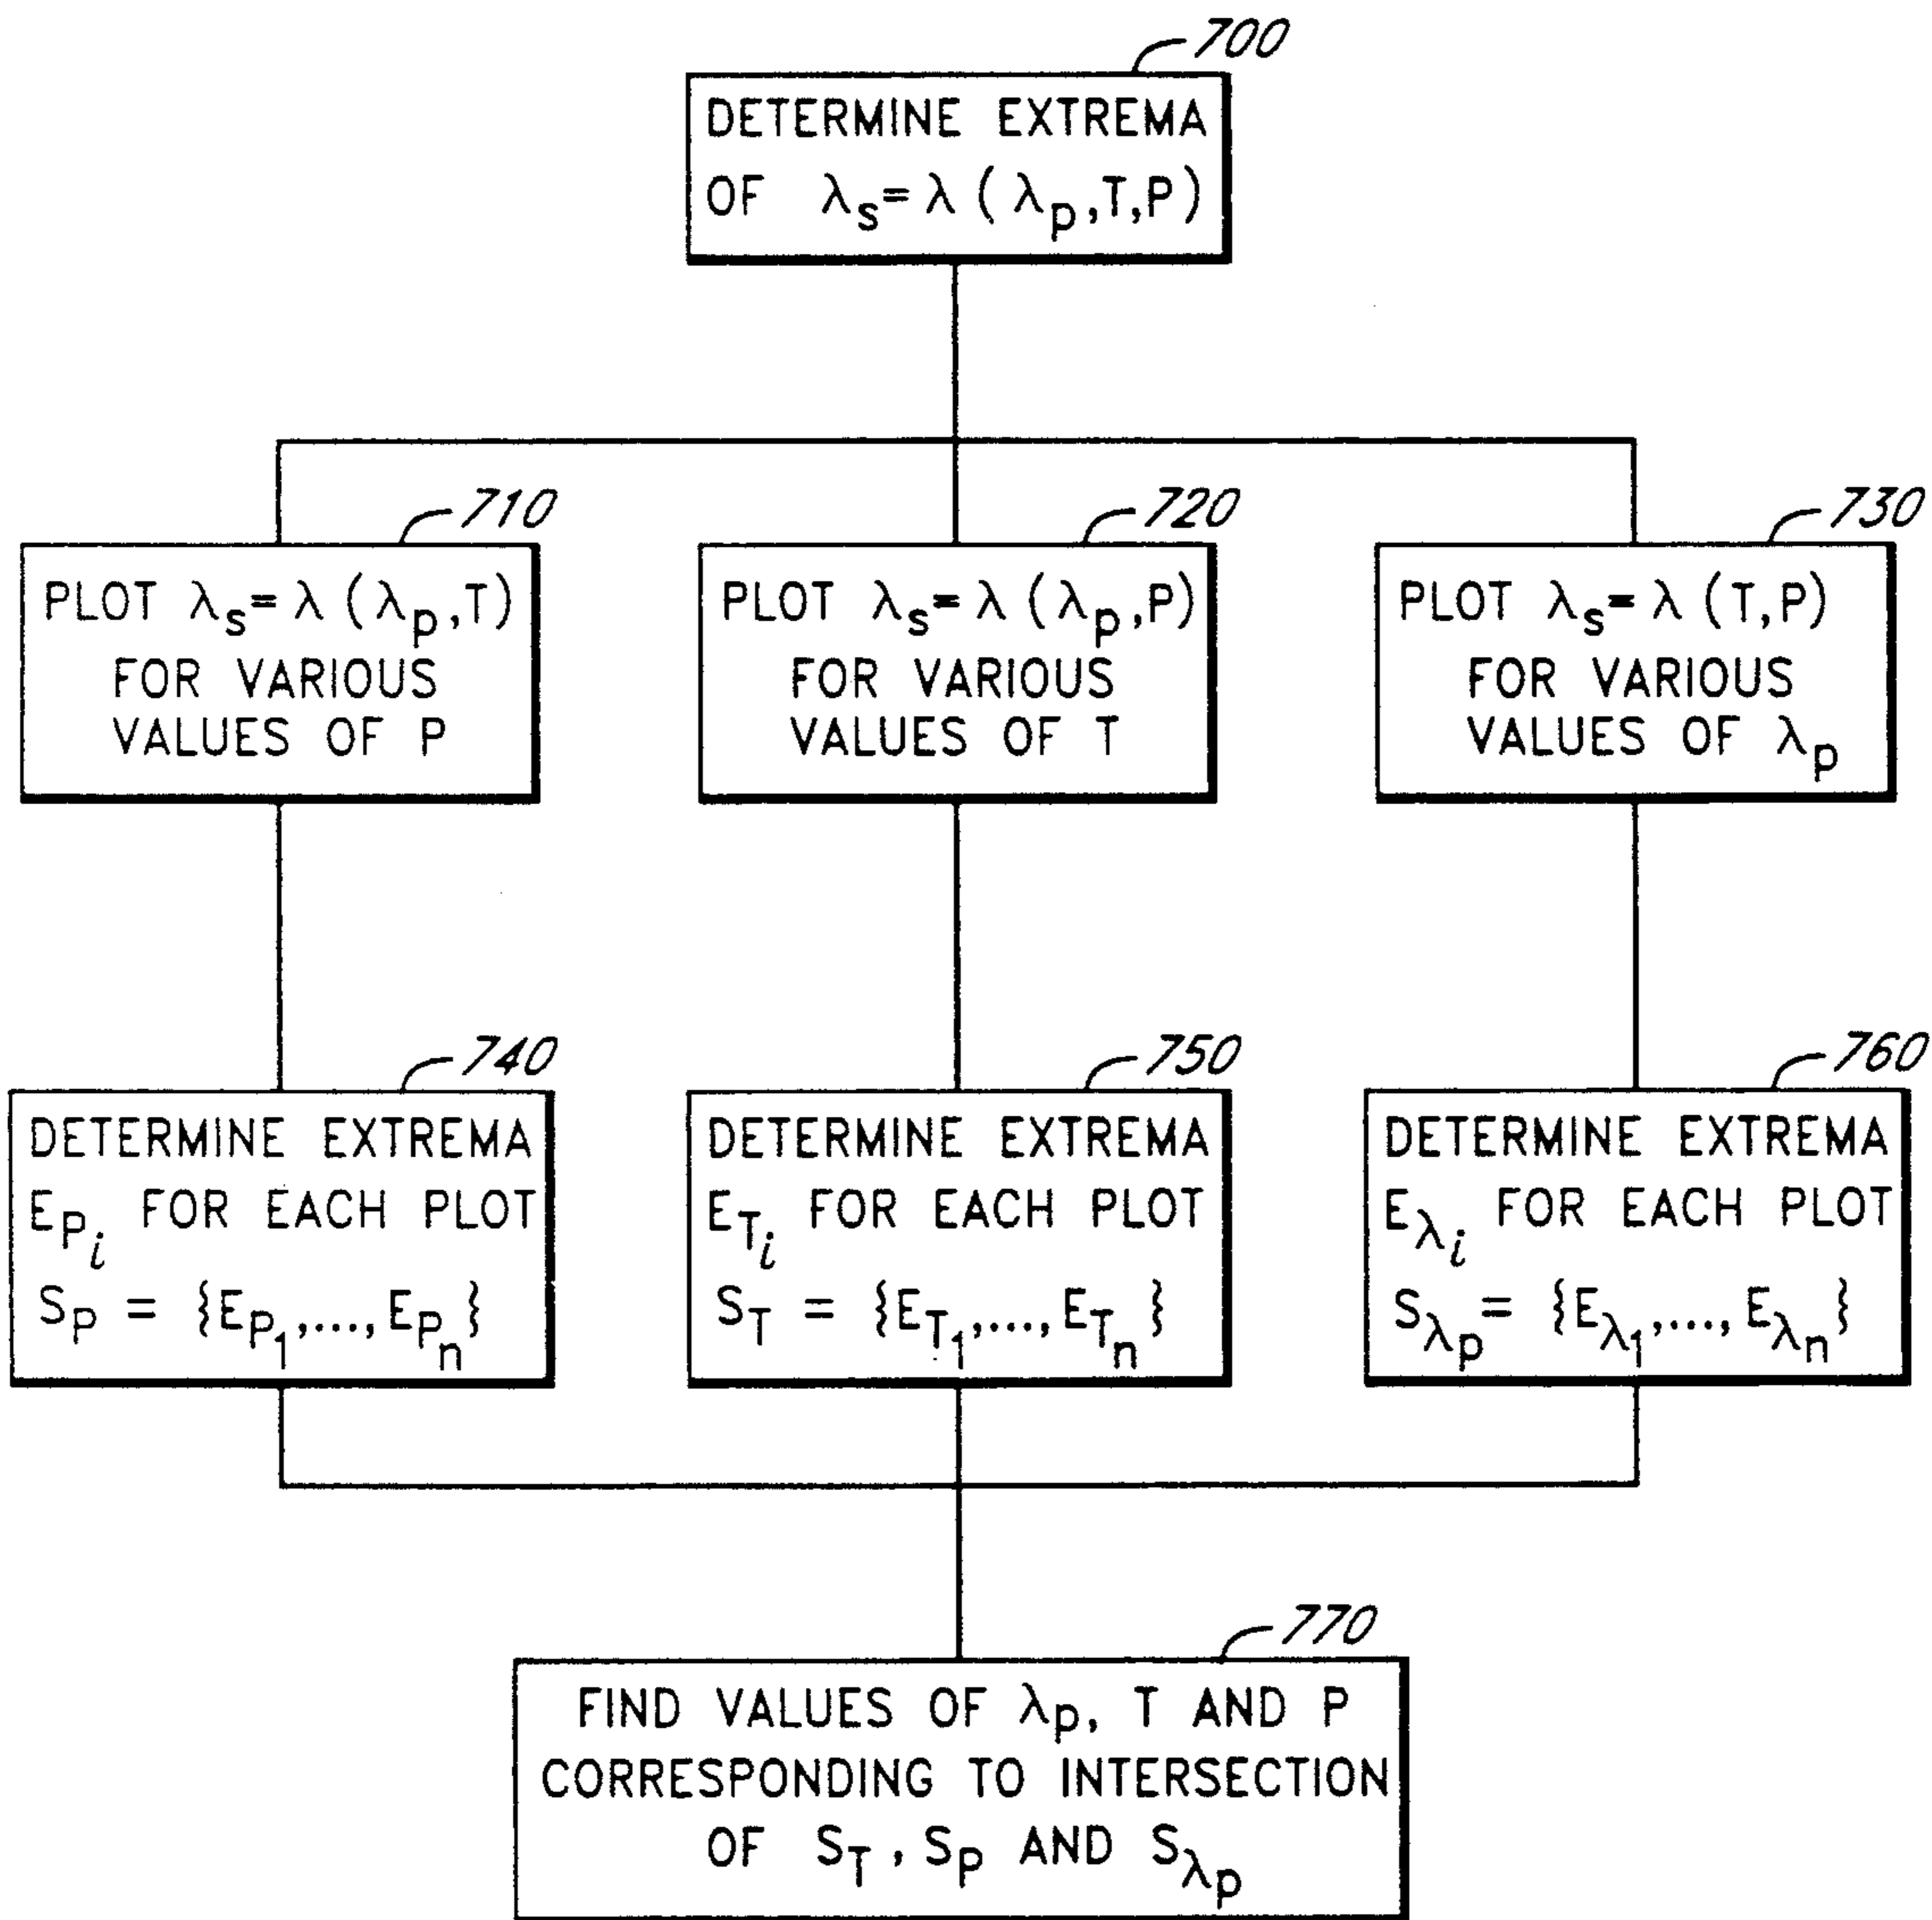 700
DETERMINE EXTREMA
OF λs=λ (λp,T,P)
710
PLOT λs=λ (λp,T)
FOR VARIOUS
VALUES OF P
720
PLOT λs=λ (λp,P)
FOR VARIOUS
VALUES OF T
730
PLOT λs=λ (T,P)
FOR VARIOUS
VALUES OF λp
740
DETERMINE EXTREMA
EPi FOR EACH PLOT
SP = {EP1,..., EPn}
750
DETERMINE EXTREMA
ETi FOR EACH PLOT
ST = {ET1,..., ETn}
760
DETERMINE EXTREMA
Eλi FOR EACH PLOT
Sλp= {Eλ1,..., Eλn}
770
FIND VALUES OF λp, T AND P
CORRESPONDING TO INTERSECTION
OF ST, SP AND Sλp